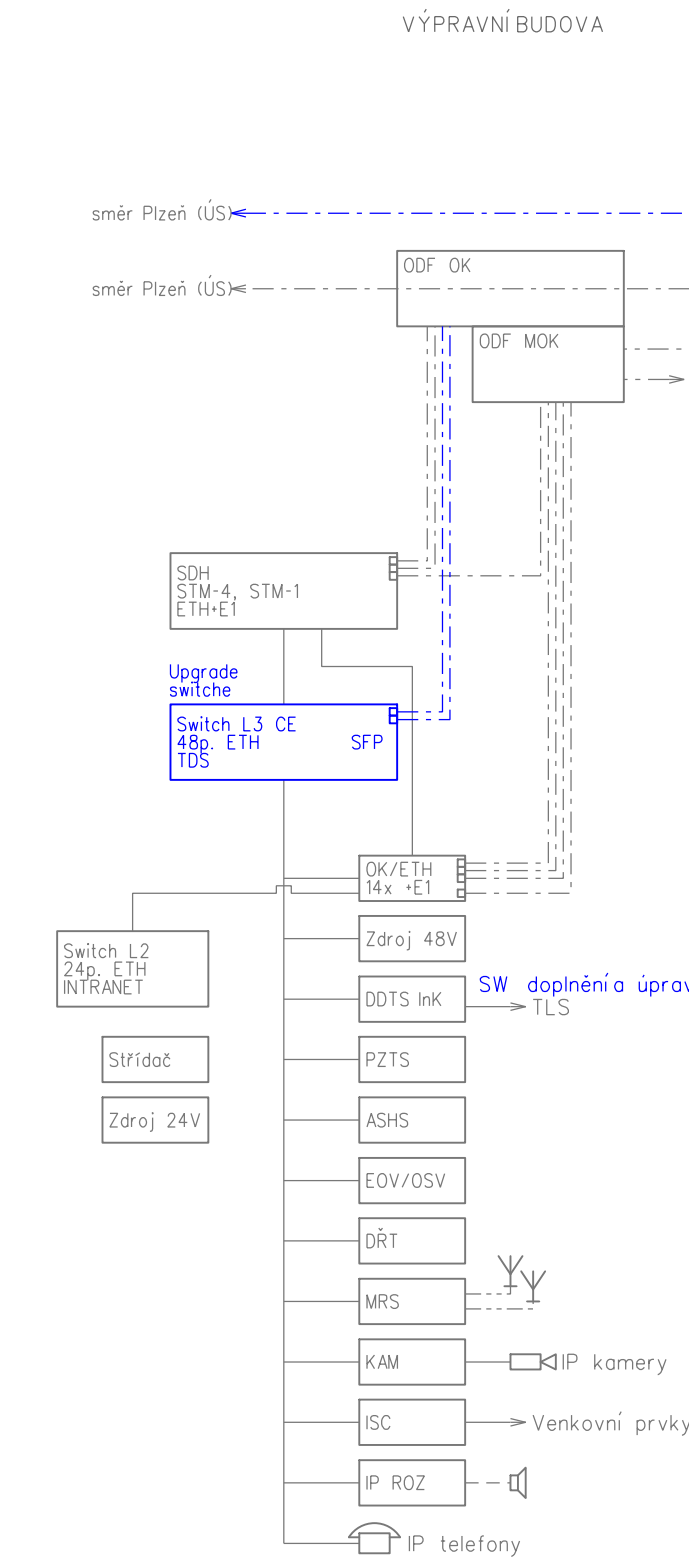 VÝPRAVNÍ BUDOVA
směr Plzeň (ÚS)
ODF OK
směr Plzeň (ÚS)
ODF MOK
SDH
STM-4, STM-1
ETH+E1
Upgrade
switche
Switch L3 CE
48p. ETH SFP
TDS
OK/ETH
14x +E1
Zdroj 48V
Switch L2
24p. ETH
INTRANET
SW doplnění a úprav
DDTS InK
TLS
Střídač
PZTS
Zdroj 24V
ASHS
EOV/OSV
DŘT
MRS
KAM
IP kamery
ISC
Venkovní prvky
IP ROZ
IP telefony